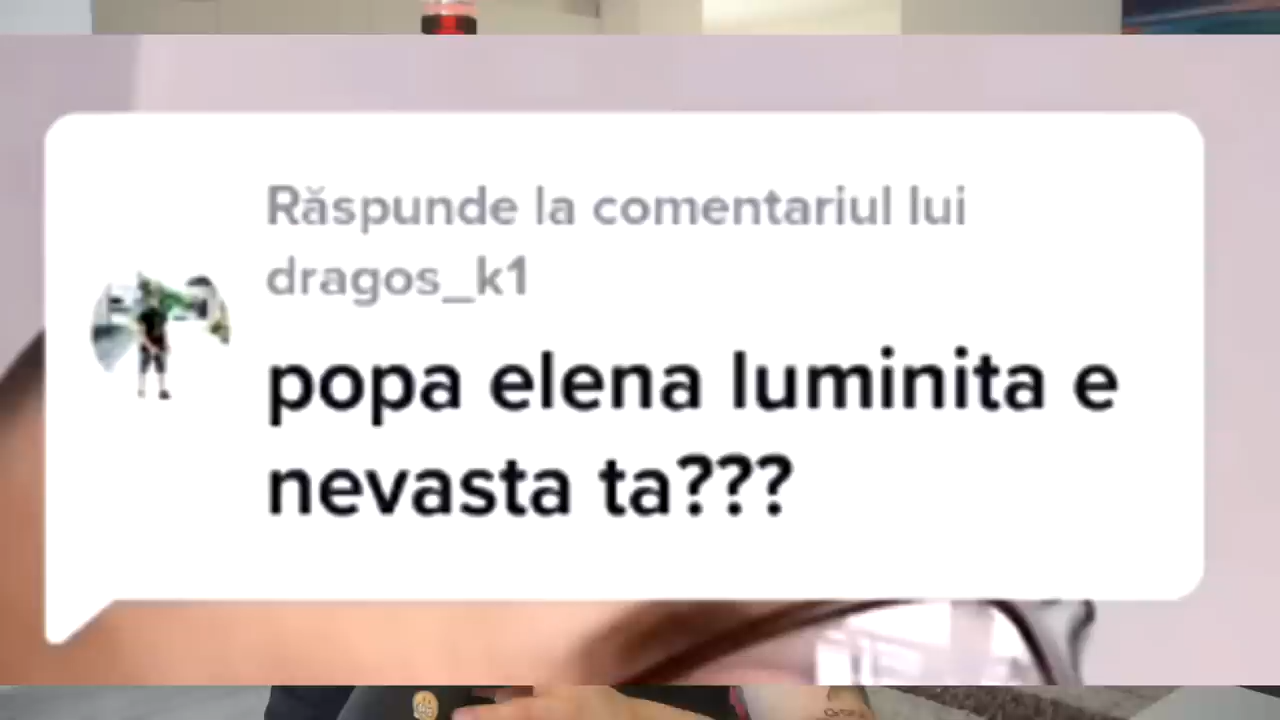 Răspunde la comentariul lui
dragos_k1
popa elena luminita e
nevasta ta???